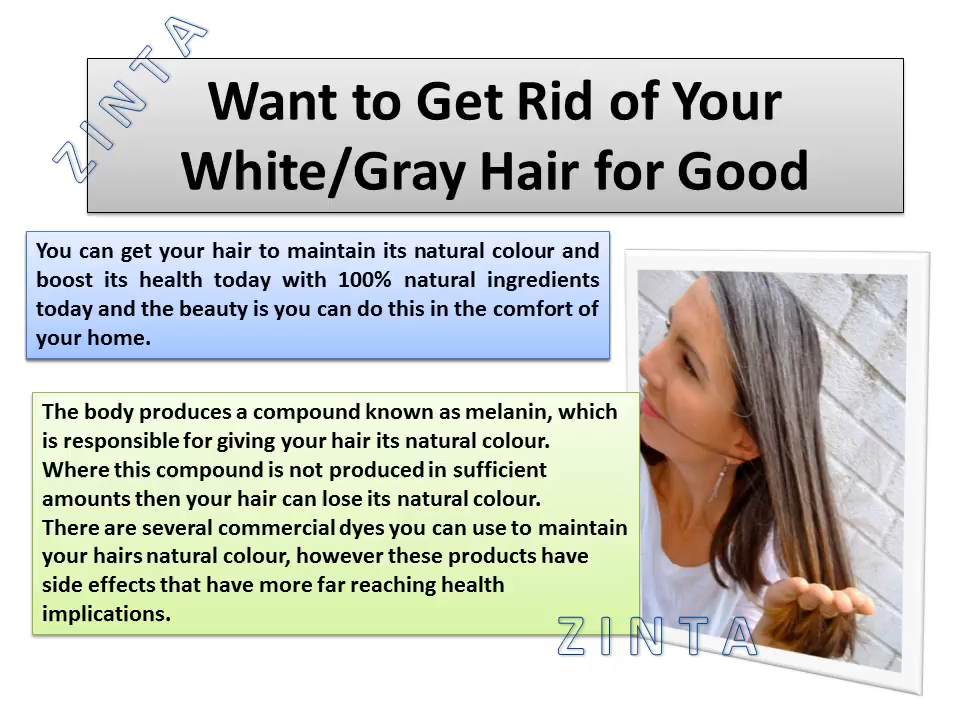 ZINTA
Want to Get Rid of Your
White/Gray Hair for Good
You can get your hair to maintain its natural colour and
boost its health today with 100% natural ingredients
today and the beauty is you can do this in the comfort of
your home.
The body produces a compound known as melanin, which
is responsible for giving your hair its natural colour.
Where this compound is not produced in sufficient
amounts then your hair can lose its natural colour.
There are several commercial dyes you can use to maintain
your hairs natural colour, however these products have
side effects that have more far reaching health
implications.
ZINTA